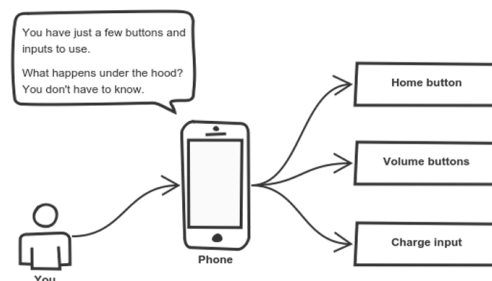 You have just a few buttons and
inputs to use.
What happens under the hood?
You don't have to know.
Home button
Volume buttons
Charge input
Phone
You